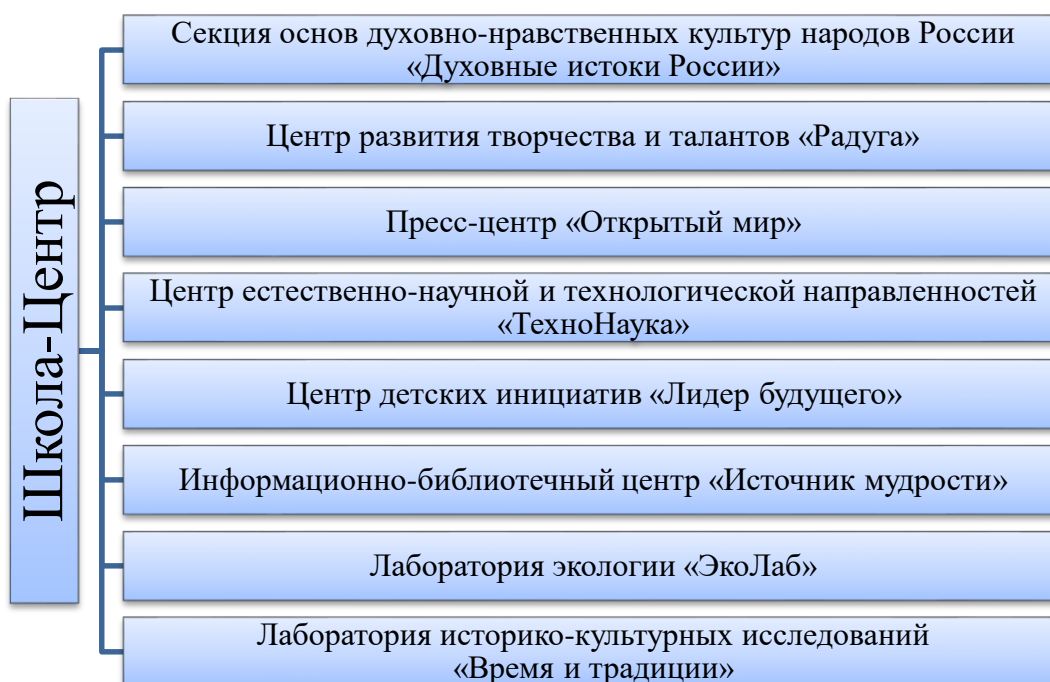 Школа-Центр
Секция основ духовно-нравственных культур народов России
«Духовные истоки России»
Центр развития творчества и талантов «Радуга»
Пресс-центр «Открытый мир»
Центр естественно-научной и технологической направленностей
«ТехноНаука»
Центр детских инициатив «Лидер будущего»
Информационно-библиотечный центр «Источник мудрости»
Лаборатория экологии «ЭкоЛаб»
Лаборатория историко-культурных исследований
«Время и традиции»